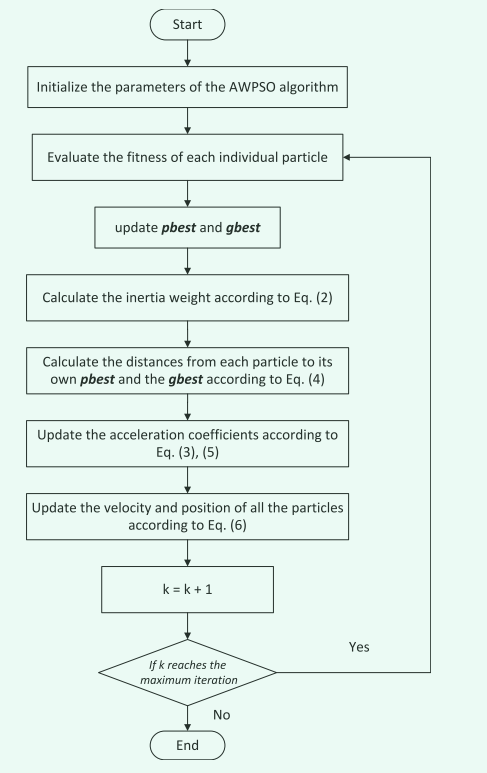 Start
Initialize the parameters of the AWPSO algorithm
Evaluate the fitness of each individual particle
update pbest and gbest
Calculate the inertia weight according to Eq. (2)
Calculate the distances from each particle to its
own pbest and the gbest according to Eq. (4)
Update the acceleration coefficients according to
Eq. (3), (5)
Update the velocity and position of all the particles
according to Eq. (6)
k = k + 1
If k reaches the
maximum iteration
Yes
No
End